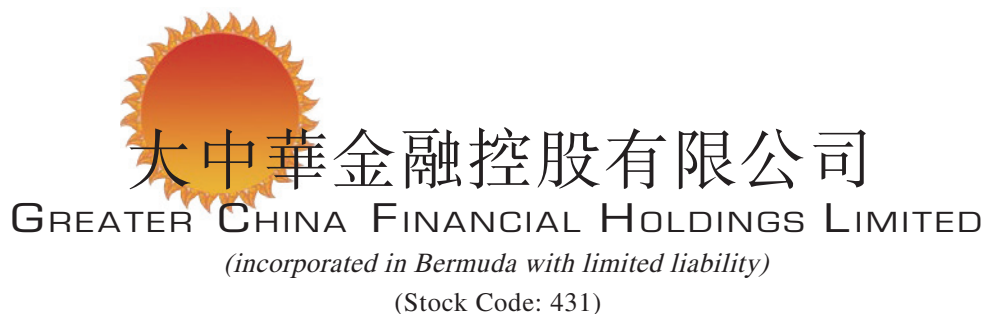 大中華金融控股有限公司
GREATER CHINA FINANCIAL HOLDINGS LIMITED
(incorporated in Bermuda with limited liability)
(Stock Code: 431)